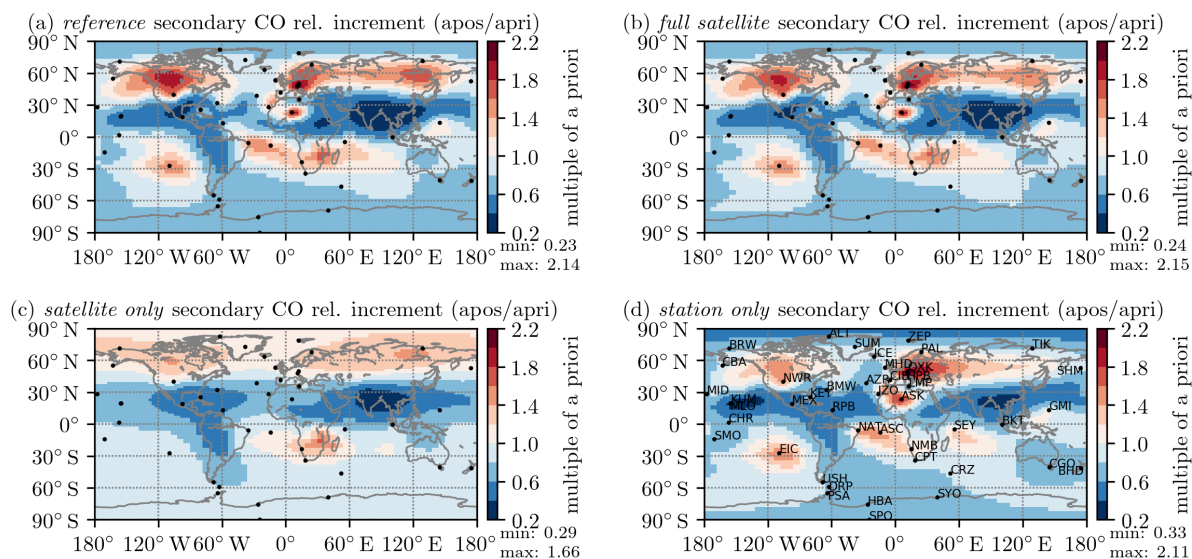 (a) reference secondary CO rel. increment (apos/apri)
90° N
60° N
30° N
0°
30° S
60° S
90° S
180° 120° W 60° W 0° 60° E 120° E 180°
2.2
1.8
1.4
1.0
0.6
0.2
multiple of a priori
min: 0.23
max: 2.14
(b) full satellite secondary CO rel. increment (apos/apri)
90° N
60° N
30° N
0°
30° S
60° S
90° S
180° 120° W 60° W 0° 60° E 120° E 180°
2.2
1.8
1.4
1.0
0.6
0.2
multiple of a priori
min: 0.24
max: 2.15
(c) satellite only secondary CO rel. increment (apos/apri)
90° N
60° N
30° N
0°
30° S
60° S
90° S
180° 120° W 60° W 0° 60° E 120° E 180°
2.2
1.8
1.4
1.0
0.6
0.2
multiple of a priori
min: 0.29
max: 1.66
(d) station only secondary CO rel. increment (apos/apri)
90° N
60° N
30° N
0°
30° S
60° S
90° S
ALT
ZEP
BRW
SUM
PAL
TIK
ICE
CBA
MHD
OXK
SHM
NWR
AZR
LMP
MID
KEY
BMW
IZO
ASK
KUM
MLO
MEX
RPB
GMI
CHR
BKT
SMO
NAT
ASC
SEY
EIC
NMB
CPT
CGO
BHD
CRZ
USH
DRP
PSA
HBA
SYO
SPO
180° 120° W 60° W 0° 60° E 120° E 180°
2.2
1.8
1.4
1.0
0.6
0.2
multiple of a priori
min: 0.33
max: 2.11